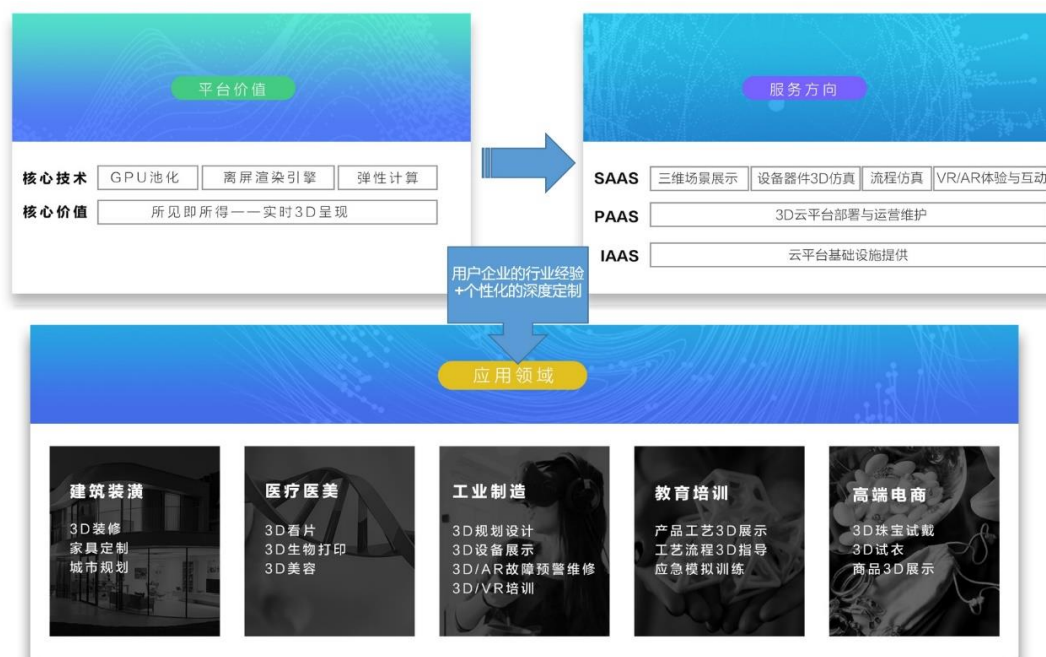 平台价值
核心技术 GPU池化 离屏渲染引擎 弹性计算
核心价值 所见即所得——实时3D呈现
服务方向
SAAS 三维场景展示 设备器件3D仿真 流程仿真 VR/AR体验与互动
PAAS 3D云平台部署与运营维护
IAAS 云平台基础设施提供
用户企业的行业经验
+个性化的深度定制
应用领域
建筑装潢
3D装修
家具定制
城市规划
医疗医美
3D看片
3D生物打印
3D美容
工业制造
3D规划设计
3D设备展示
3D/AR故障预警维修
3D/VR培训
教育培训
产品工艺3D展示
工艺流程3D指导
应急模拟训练
高端电商
3D珠宝试戴
3D试衣
商品3D展示